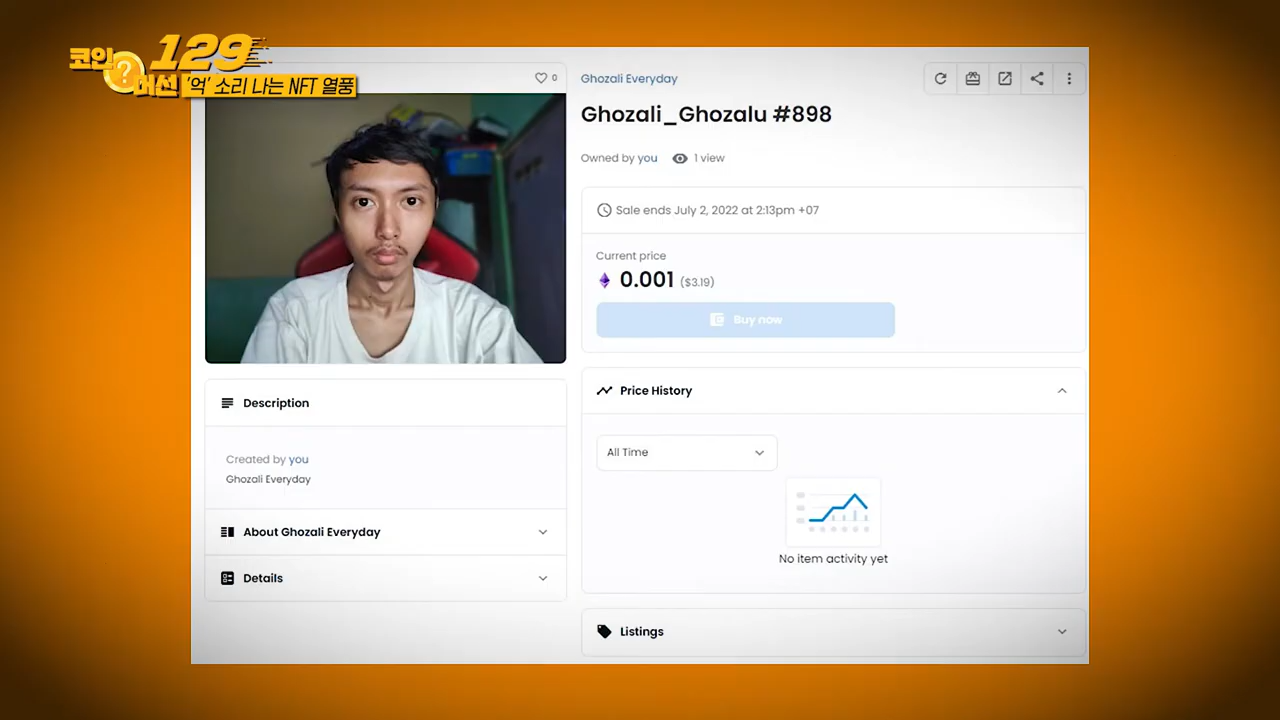 코인 129
머선 '억' 소리 나는 NFT 열풍
0
Ghozali Everyday
Ghozali_Ghozalu #898
Owned by you 1 view
Sale ends July 2, 2022 at 2:13pm +07
Current price
0.001 ($3.19)
Buy now
Price History
All Time
No item activity yet
Listings
Description
Created by you
Ghozali Everyday
About Ghozali Everyday
Details